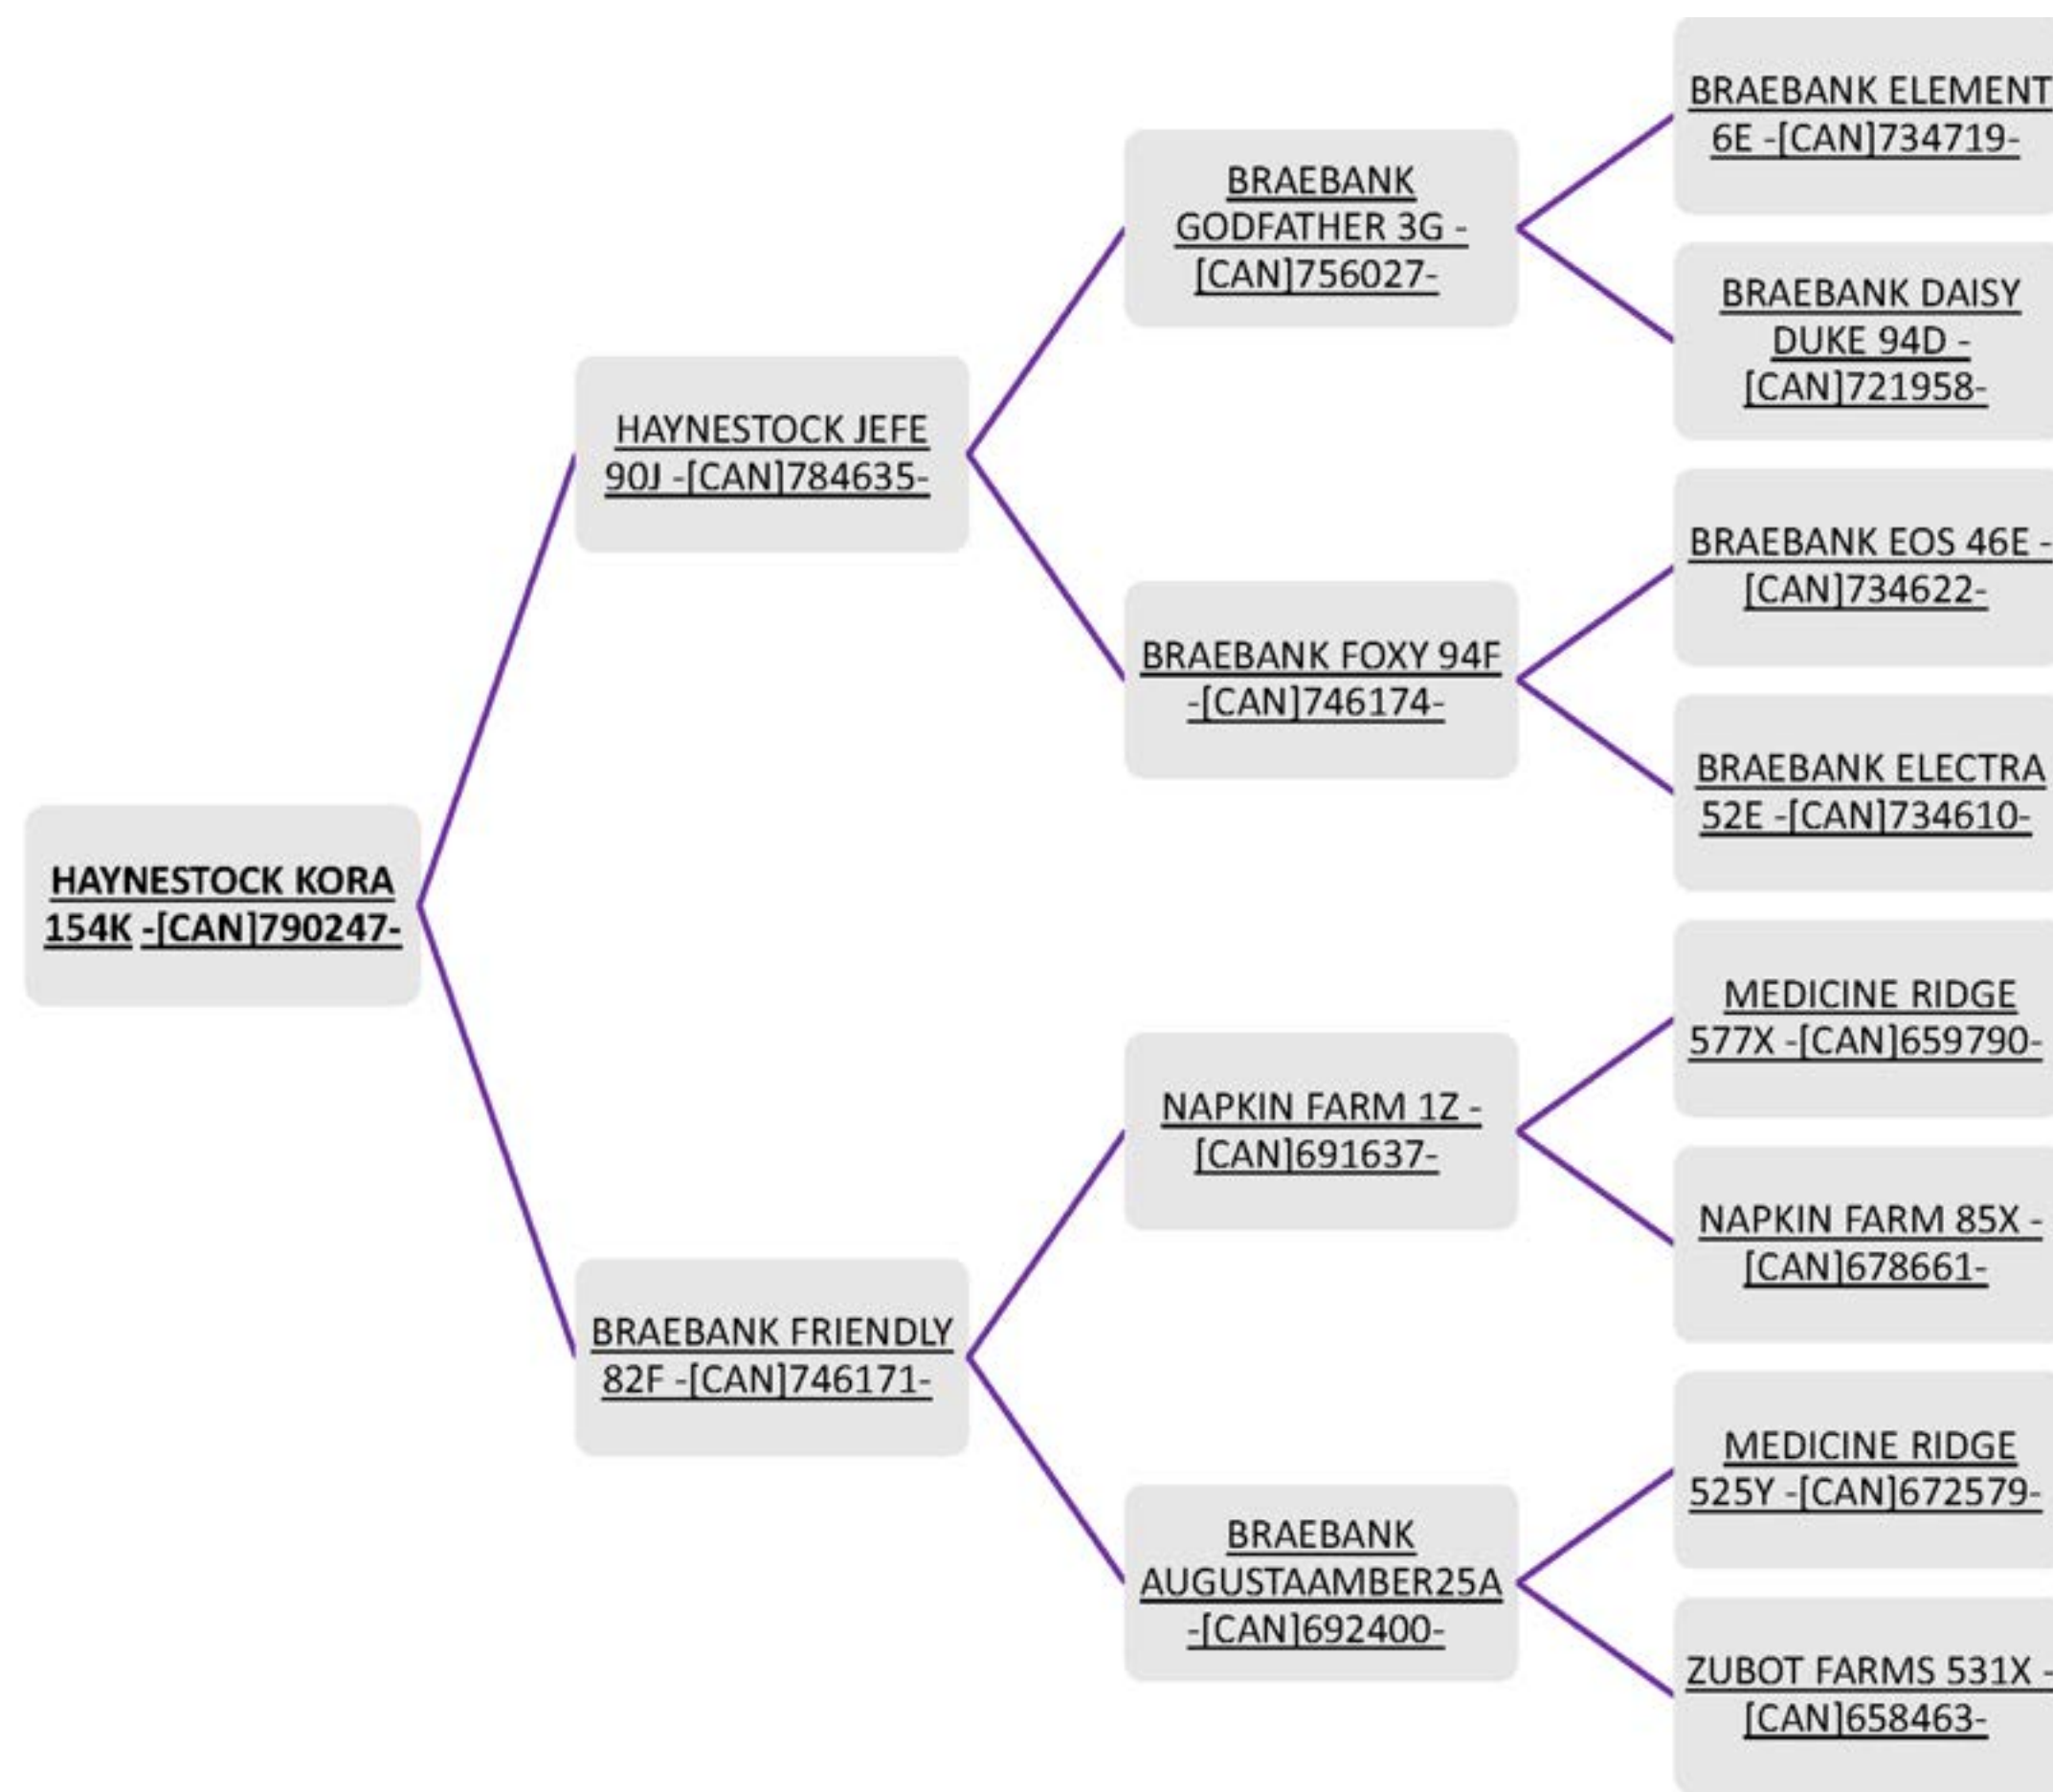 BRAEBANK ELEMENT
6E -[CAN]734719-
BRAEBANK
GODFATHER 3G -
[CAN]756027-
BRAEBANK DAISY
DUKE 94D -
[CAN]721958-
HAYNESTOCK JEFE
90J -[CAN]784635-
BRAEBANK EOS 46E -
[CAN]734622-
BRAEBANK FOXY 94F
-[CAN]746174-
BRAEBANK ELECTRA
52E -[CAN]734610-
HAYNESTOCK KORA
154K -[CAN]790247-
MEDICINE RIDGE
577X -[CAN]659790-
NAPKIN FARM 1Z -
[CAN]691637-
NAPKIN FARM 85X -
[CAN]678661-
BRAEBANK FRIENDLY
82F -[CAN]746171-
MEDICINE RIDGE
525Y -[CAN]672579-
BRAEBANK
AUGUSTAAMBER25A
-[CAN]692400-
ZUBOT FARMS 531X -
[CAN]658463-